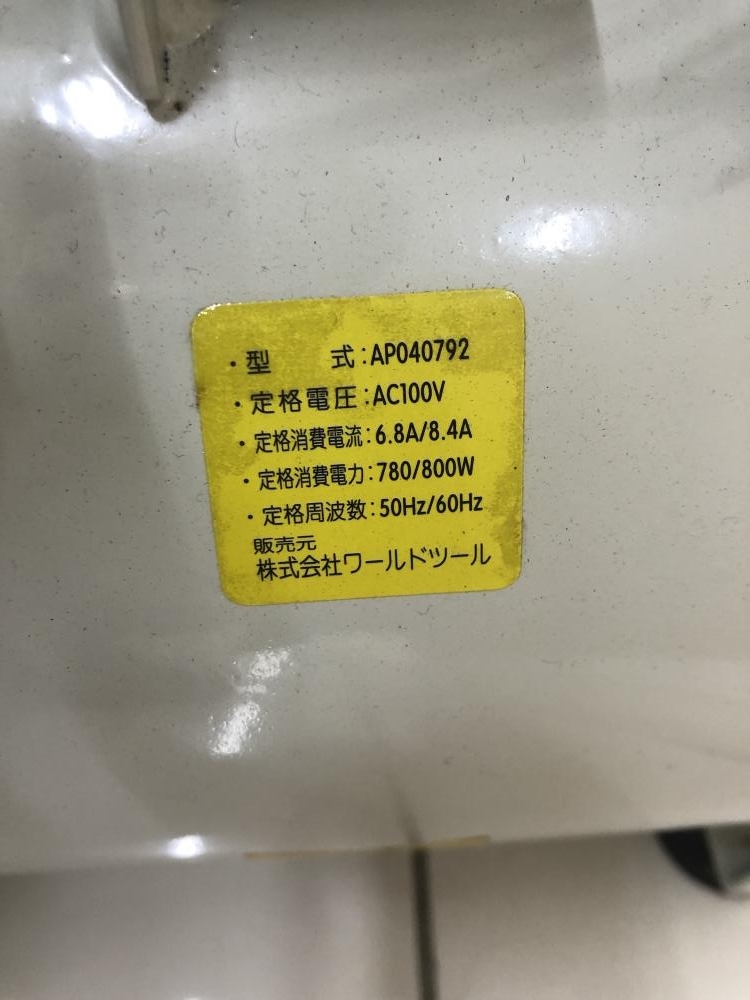 ・型　　式:AP040792
・定格電圧:AC100V
・定格消費電流:6.8A/8.4A
・定格消費電力:780/800W
・定格周波数:50Hz/60Hz
販売元
株式会社ワールドツール